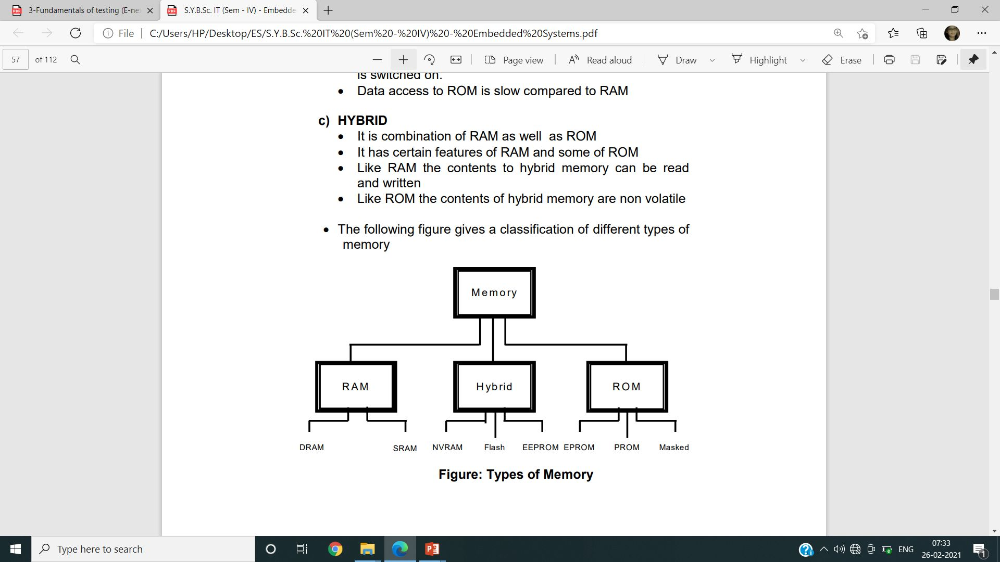 3-Fundamentals of testing (E-ne
S.Y.B.Sc. IT (Sem - IV) - Embedde
File
C:/Users/HP/Desktop/ES/S.Y.B.Sc.%20IT%20(Sem%20-%20IV)%20-%20Embedded%20Systems.pdf
57 of 112
Page view
Read aloud
Draw
Highlight
Erase
is switched on.
• Data access to ROM is slow compared to RAM
c) HYBRID
• It is combination of RAM as well as ROM
• It has certain features of RAM and some of ROM
• Like RAM the contents to hybrid memory can be read
and written
• Like ROM the contents of hybrid memory are non volatile
• The following figure gives a classification of different types of
memory
Memory
RAM Hybrid ROM
DRAM SRAM NVRAM Flash EEPROM EPROM PROM Masked
Figure: Types of Memory
Type here to search
ENG
07:33
26-02-2021
1